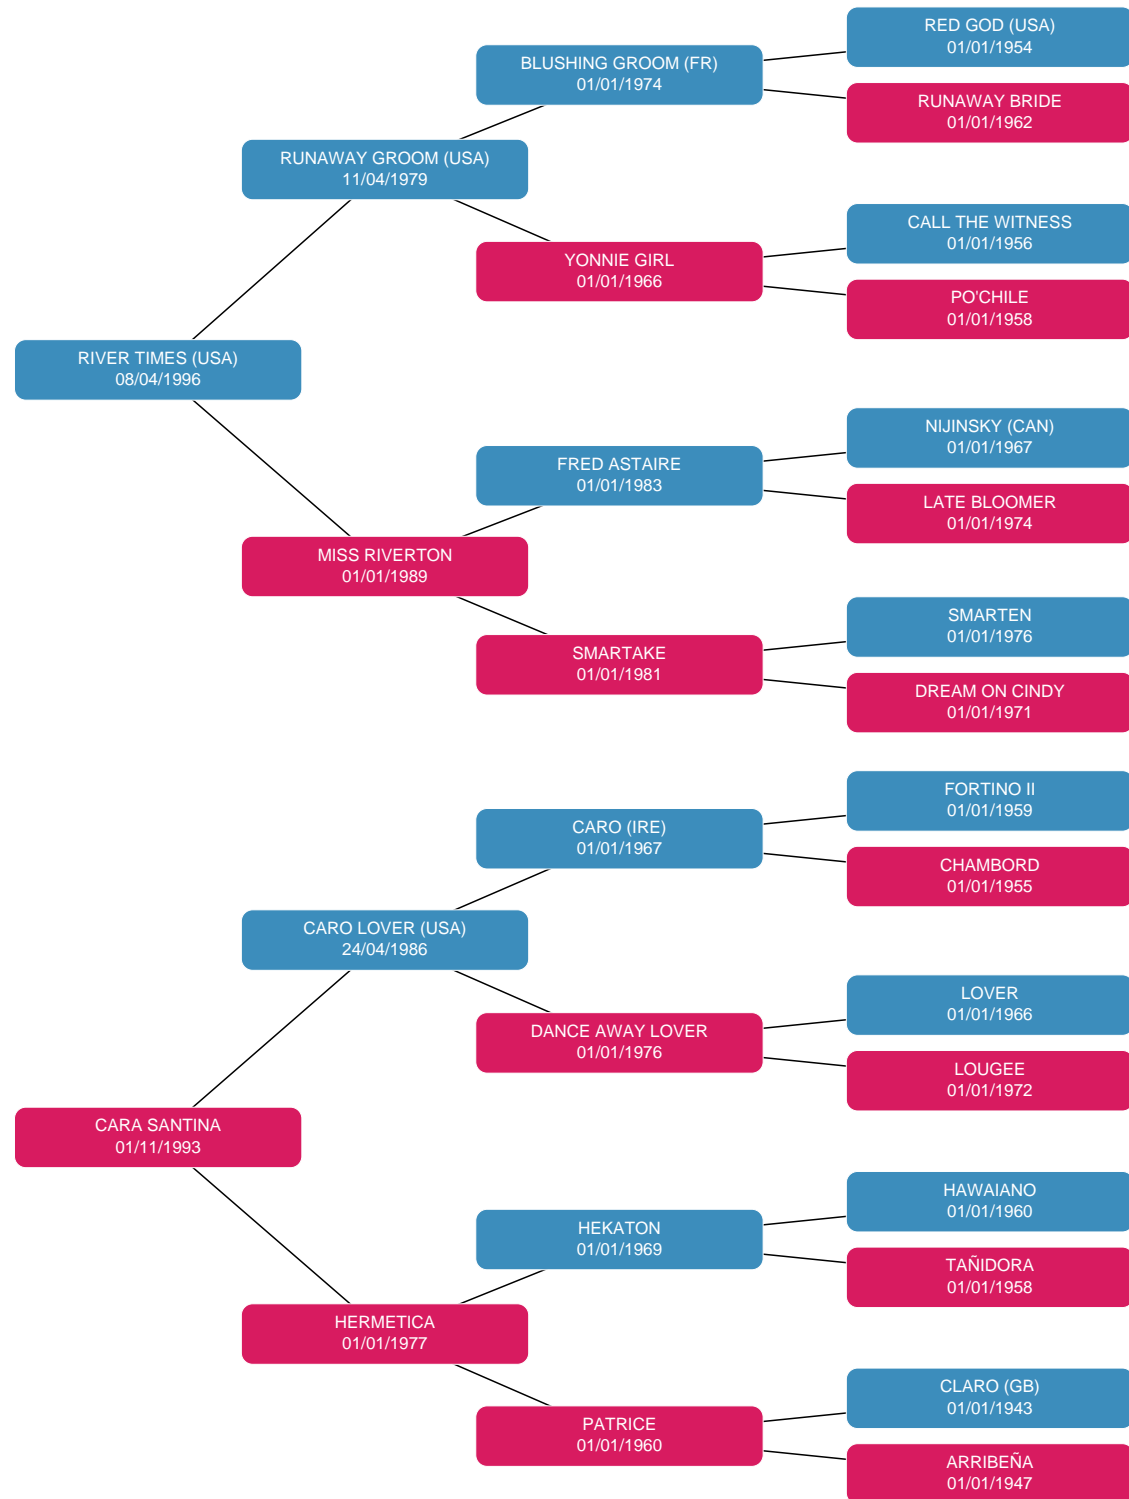 RED GOD (USA)
01/01/1954
BLUSHING GROOM (FR)
01/01/1974
RUNAWAY BRIDE
01/01/1962
RUNAWAY GROOM (USA)
11/04/1979
CALL THE WITNESS
01/01/1956
YONNIE GIRL
01/01/1966
PO'CHILE
01/01/1958
RIVER TIMES (USA)
08/04/1996
NIJINSKY (CAN)
01/01/1967
FRED ASTAIRE
01/01/1983
LATE BLOOMER
01/01/1974
MISS RIVERTON
01/01/1989
SMARTEN
01/01/1976
SMARTAKE
01/01/1981
DREAM ON CINDY
01/01/1971
FORTINO II
01/01/1959
CARO (IRE)
01/01/1967
CHAMBORD
01/01/1955
CARO LOVER (USA)
24/04/1986
LOVER
01/01/1966
DANCE AWAY LOVER
01/01/1976
LOUGEE
01/01/1972
CARA SANTINA
01/11/1993
HAWAIANO
01/01/1960
HEKATON
01/01/1969
TAÑIDORA
01/01/1958
HERMETICA
01/01/1977
CLARO (GB)
01/01/1943
PATRICE
01/01/1960
ARRIBEÑA
01/01/1947